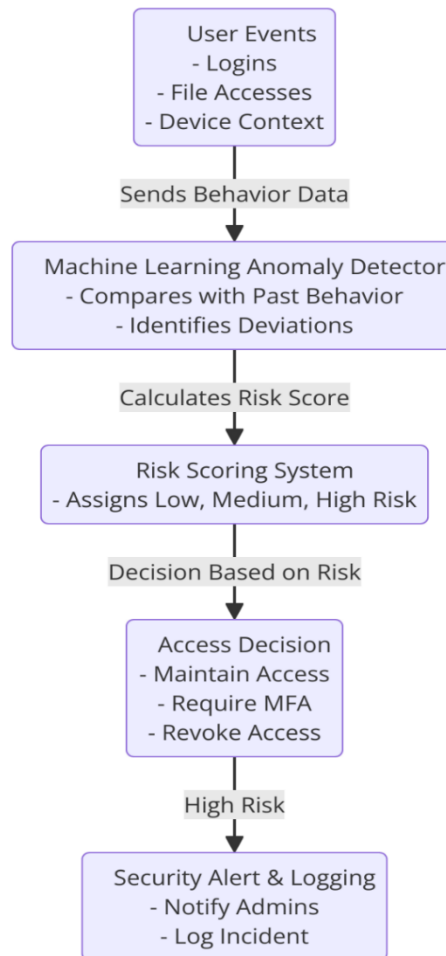 User Events
- Logins
- File Accesses
- Device Context
Sends Behavior Data
Machine Learning Anomaly Detector
- Compares with Past Behavior
- Identifies Deviations
Calculates Risk Score
Risk Scoring System
- Assigns Low, Medium, High Risk
Decision Based on Risk
Access Decision
- Maintain Access
- Require MFA
- Revoke Access
High Risk
Security Alert & Logging
- Notify Admins
- Log Incident